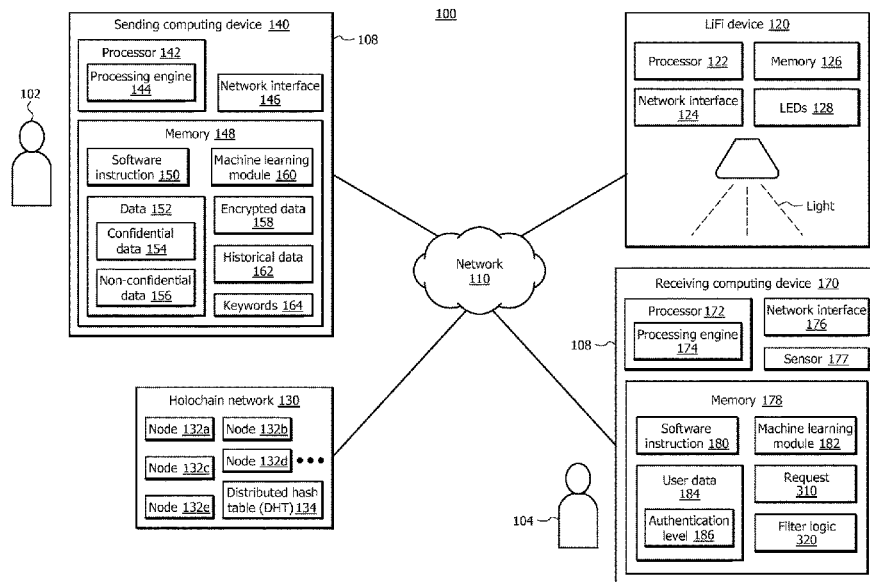 100
Sending computing device 140
108
Processor 142
Processing engine
144
Network interface
146
102
Memory 148
Software
instruction 150
Machine learning
module 160
Data 152
Confidential
data 154
Non-confidential
data 156
Encrypted data
158
Historical data
162
Keywords 164
LiFi device 120
Processor 122
Memory 126
Network interface
124
LEDs 128
Light
Network
110
Holochain network 130
Node 132a
Node 132b
Node 132c
Node 132d
Node 132e
Distributed hash
table (DHT) 134
Receiving computing device 170
108
Processor 172
Processing engine
174
Network interface
176
Sensor 177
Memory 178
Software
instruction 180
Machine learning
module 182
User data
184
Authentication
level 186
Request
310
Filter logic
320
104